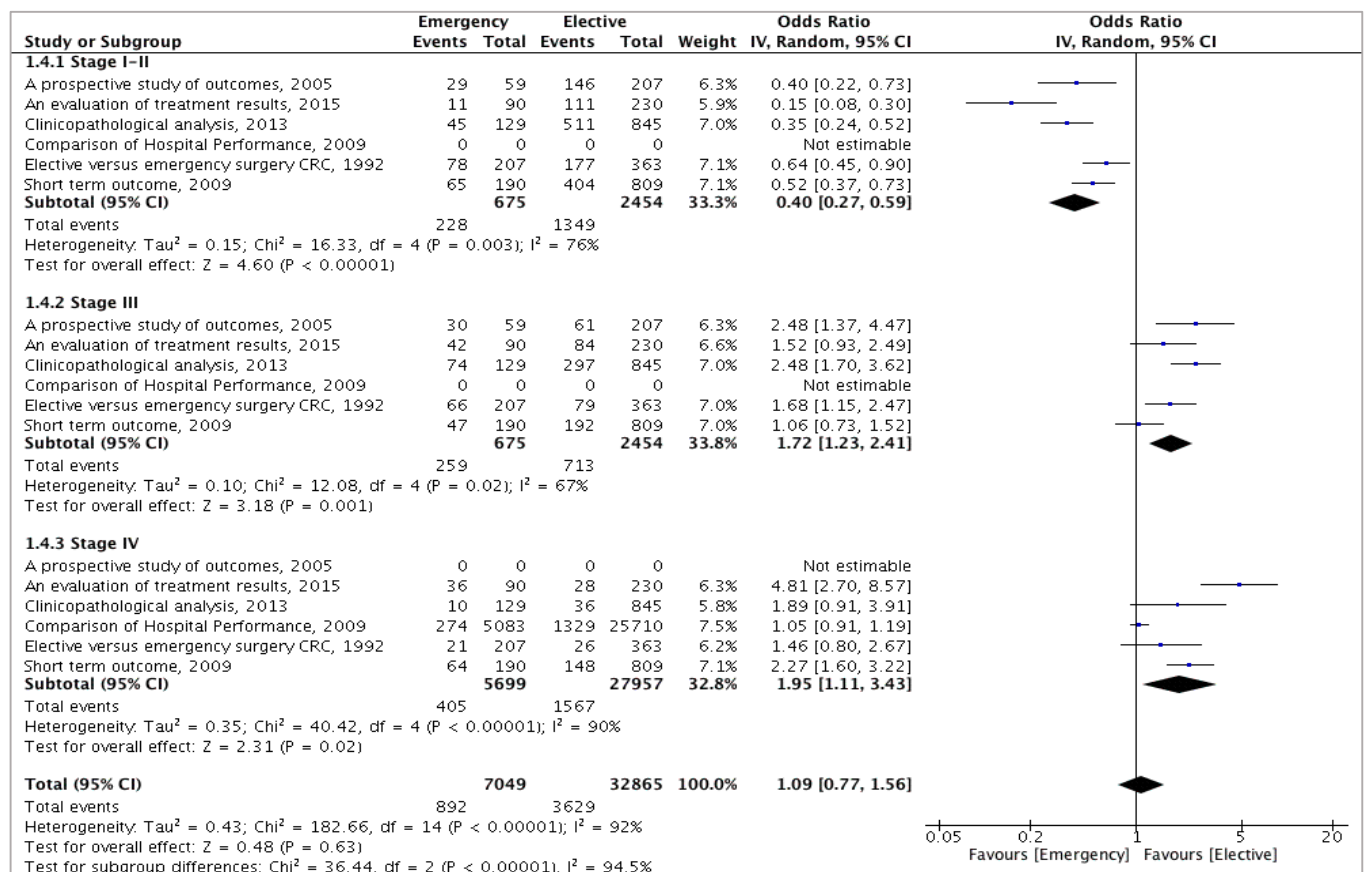 Emergency Elective Odds Ratio Odds Ratio
Study or Subgroup Events Total Events Total Weight IV, Random, 95% CI IV, Random, 95% CI
1.4.1 Stage I-II
A prospective study of outcomes, 2005 29 59 146 207 6.3% 0.40 [0.22, 0.73]
An evaluation of treatment results, 2015 11 90 111 230 5.9% 0.15 [0.08, 0.30]
Clinicopathological analysis, 2013 45 129 511 845 7.0% 0.35 [0.24, 0.52]
Comparison of Hospital Performance, 2009 0 0 0 0 Not estimable
Elective versus emergency surgery CRC, 1992 78 207 177 363 7.1% 0.64 [0.45, 0.90]
Short term outcome, 2009 65 190 404 809 7.1% 0.52 [0.37, 0.73]
Subtotal (95% CI) 675 2454 33.3% 0.40 [0.27, 0.59]
Total events 228 1349
Heterogeneity: Tau² = 0.15; Chi² = 16.33, df = 4 (P = 0.003); I² = 76%
Test for overall effect: Z = 4.60 (P < 0.00001)
1.4.2 Stage III
A prospective study of outcomes, 2005 30 59 61 207 6.3% 2.48 [1.37, 4.47]
An evaluation of treatment results, 2015 42 90 84 230 6.6% 1.52 [0.93, 2.49]
Clinicopathological analysis, 2013 74 129 297 845 7.0% 2.48 [1.70, 3.62]
Comparison of Hospital Performance, 2009 0 0 0 0 Not estimable
Elective versus emergency surgery CRC, 1992 66 207 79 363 7.0% 1.68 [1.15, 2.47]
Short term outcome, 2009 47 190 192 809 7.0% 1.06 [0.73, 1.52]
Subtotal (95% CI) 675 2454 33.8% 1.72 [1.23, 2.41]
Total events 259 713
Heterogeneity: Tau² = 0.10; Chi² = 12.08, df = 4 (P = 0.02); I² = 67%
Test for overall effect: Z = 3.18 (P = 0.001)
1.4.3 Stage IV
A prospective study of outcomes, 2005 0 0 0 0 Not estimable
An evaluation of treatment results, 2015 36 90 28 230 6.3% 4.81 [2.70, 8.57]
Clinicopathological analysis, 2013 10 129 36 845 5.8% 1.89 [0.91, 3.91]
Comparison of Hospital Performance, 2009 274 5083 1329 25710 7.5% 1.05 [0.91, 1.19]
Elective versus emergency surgery CRC, 1992 21 207 26 363 6.2% 1.46 [0.80, 2.67]
Short term outcome, 2009 64 190 148 809 7.1% 2.27 [1.60, 3.22]
Subtotal (95% CI) 5699 27957 32.8% 1.95 [1.11, 3.43]
Total events 405 1567
Heterogeneity: Tau² = 0.35; Chi² = 40.42, df = 4 (P < 0.00001); I² = 90%
Test for overall effect: Z = 2.31 (P = 0.02)
Total (95% CI) 7049 32865 100.0% 1.09 [0.77, 1.56]
Total events 892 3629
Heterogeneity: Tau² = 0.43; Chi² = 182.66, df = 14 (P < 0.00001); I² = 92%
Test for overall effect: Z = 0.48 (P = 0.63)
Test for subgroup differences: Chi² = 36.44, df = 2 (P < 0.00001), I² = 94.5%
0.05 0.2 1 5 20
Favours [Emergency] Favours [Elective]